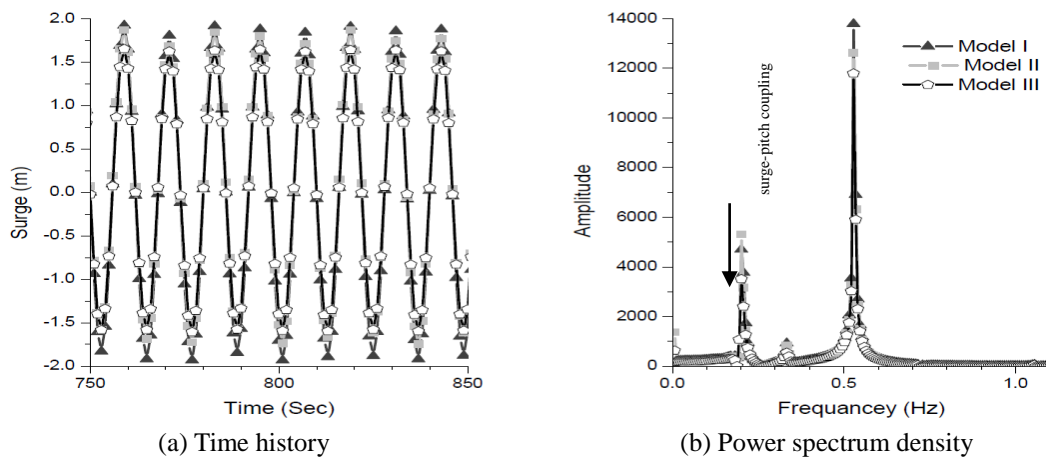 2.0
1.5
1.0
0.5
0.0
-0.5
-1.0
-1.5
-2.0
Surge (m)
750
800
850
Time (Sec)
(a) Time history
14000
12000
10000
8000
6000
4000
2000
0
Amplitude
surge-pitch coupling
Model I
Model II
Model III
0.0
0.5
1.0
Frequancey (Hz)
(b) Power spectrum density